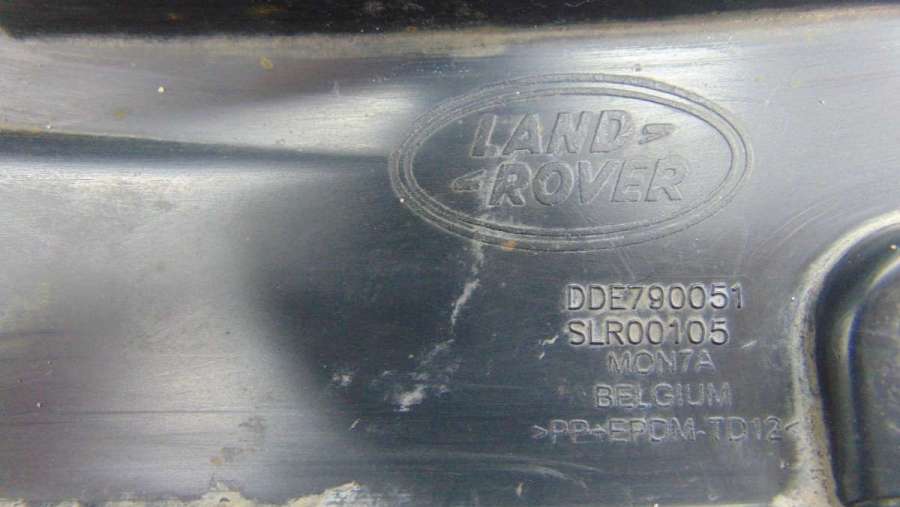 LAND
ROVER
DDE790051
SLR00105
MON7A
BELGIUM
>PP+EPDM-TD12<